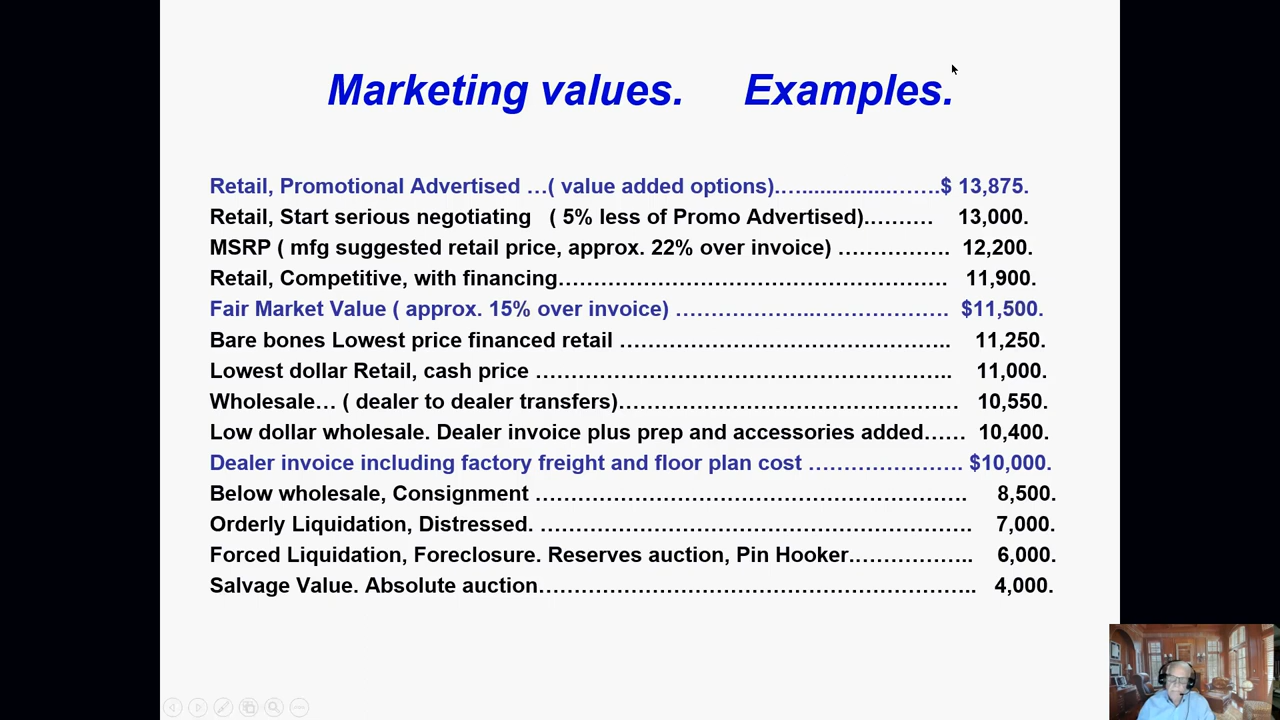 Marketing values. Examples.
Retail, Promotional Advertised …( value added options)…...................…….$ 13,875.
Retail, Start serious negotiating ( 5% less of Promo Advertised)..……… 13,000.
MSRP ( mfg suggested retail price, approx. 22% over invoice) ……………. 12,200.
Retail, Competitive, with financing……………………………………………. 11,900.
Fair Market Value ( approx. 15% over invoice) ………………..…………………. $11,500.
Bare bones Lowest price financed retail ……………………………………….. 11,250.
Lowest dollar Retail, cash price ……………………………………………….. 11,000.
Wholesale… ( dealer to dealer transfers)..…………………………………… 10,550.
Low dollar wholesale. Dealer invoice plus prep and accessories added…… 10,400.
Dealer invoice including factory freight and floor plan cost …………………. $10,000.
Below wholesale, Consignment ……………………………………………………. 8,500.
Orderly Liquidation, Distressed. ……………………………………………………. 7,000.
Forced Liquidation, Foreclosure. Reserves auction, Pin Hooker..…………….. 6,000.
Salvage Value. Absolute auction……………………………………………………….. 4,000.